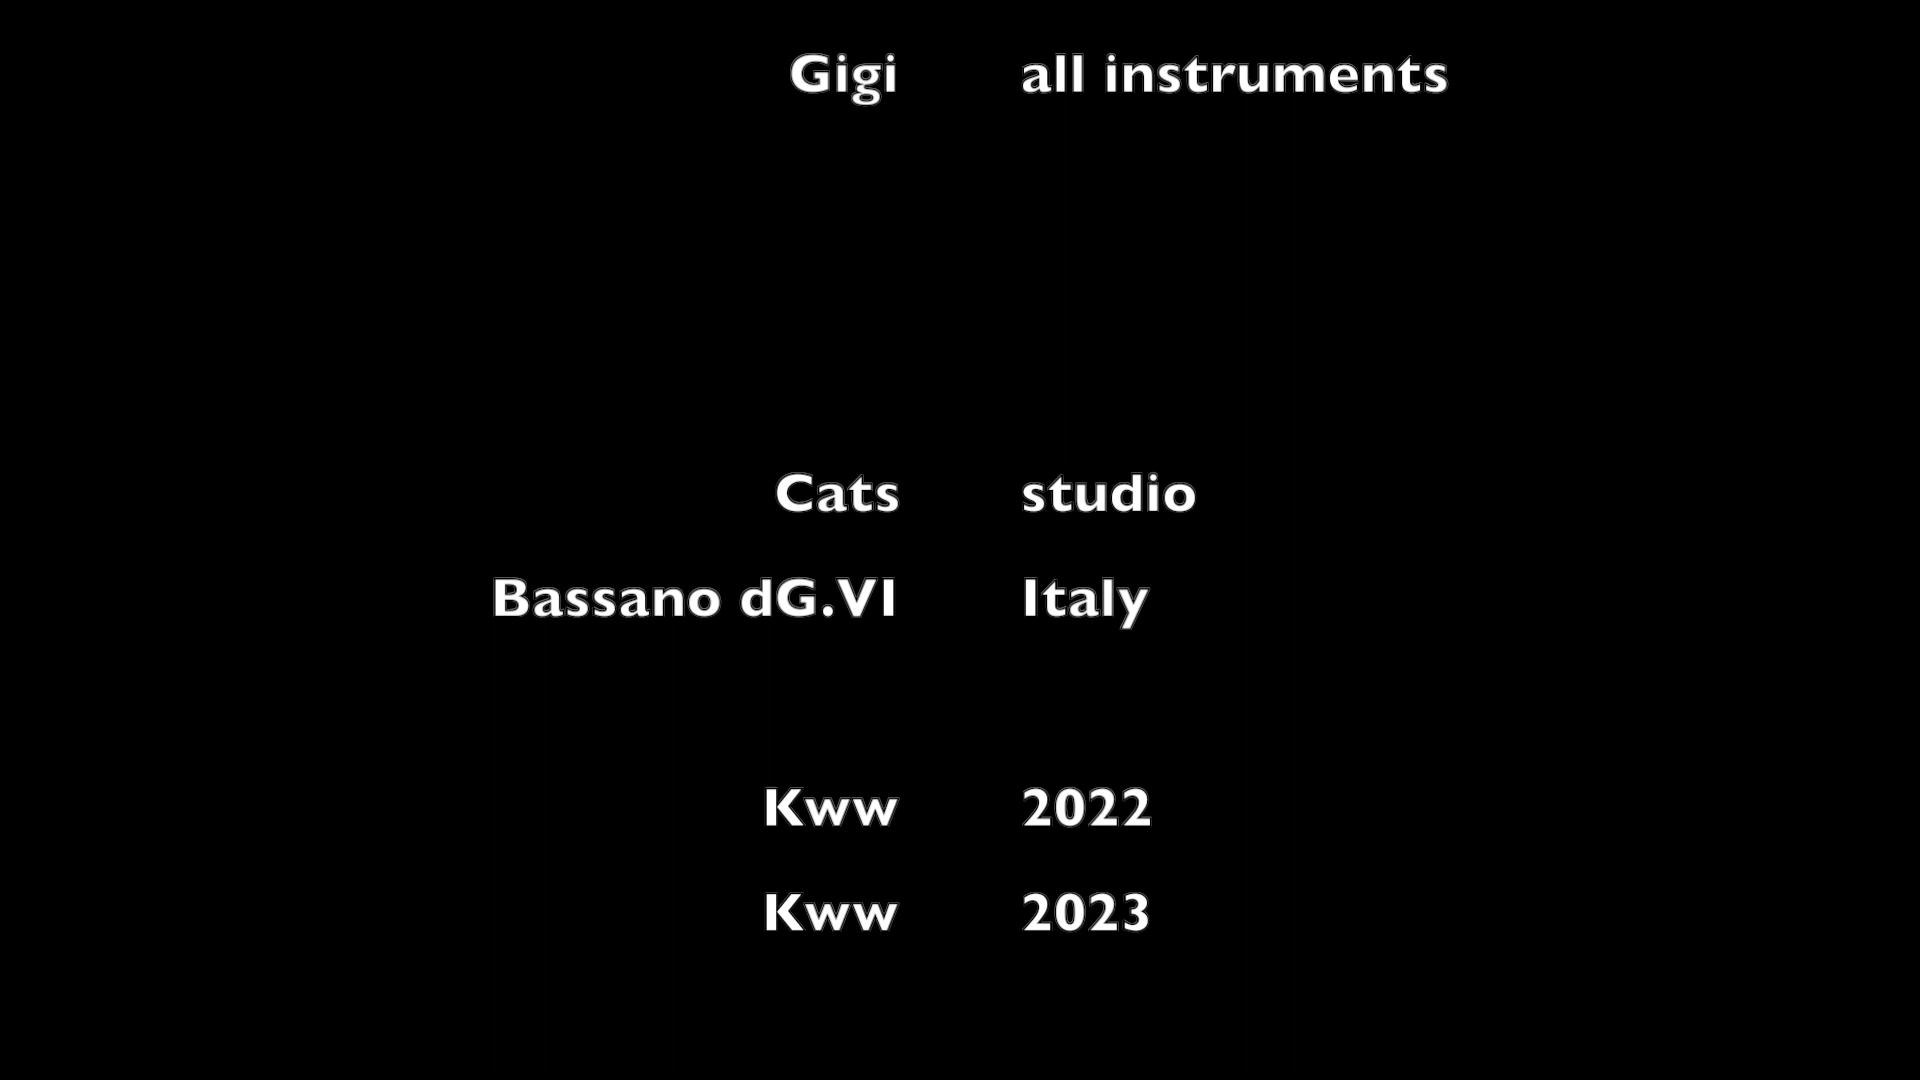 Gigi all instruments
Cats studio
Bassano dG.VI Italy
Kww 2022
Kww 2023